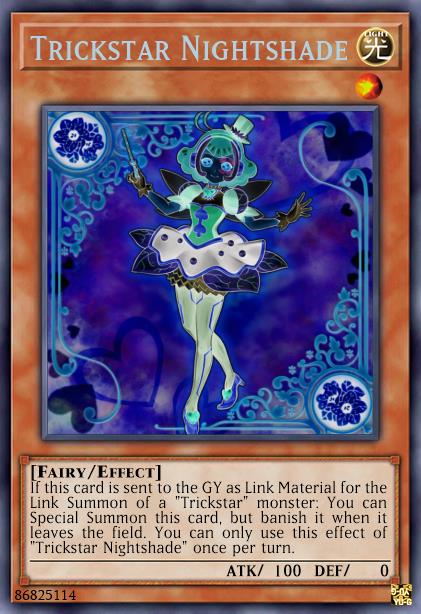 TRICKSTAR NIGHTSHADE
LIGHT
光
[FAIRY/EFFECT]
If this card is sent to the GY as Link Material for the
Link Summon of a "Trickstar" monster: You can
Special Summon this card, but banish it when it
leaves the field. You can only use this effect of
"Trickstar Nightshade" once per turn.
ATK/ 100 DEF/ 0
86825114